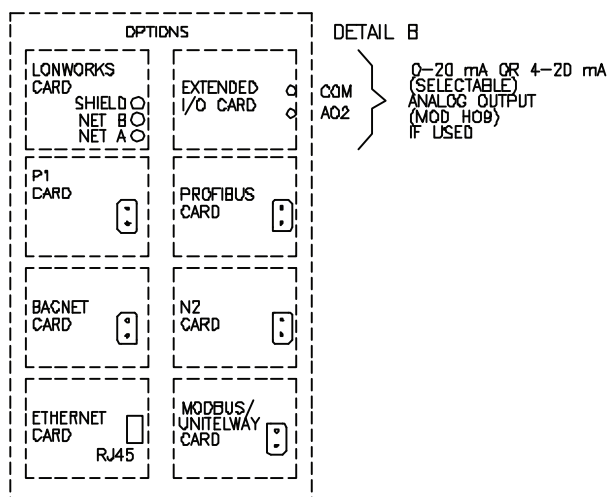 OPTIONS
LONWORKS
CARD
SHIELD
NET B
NET A
EXTENDED
I/O CARD
P1
CARD
PROFIBUS
CARD
BACNET
CARD
N2
CARD
ETHERNET
CARD
RJ45
MODBUS/
UNITELWAY
CARD
DETAIL B
COM
AO2
0-20 mA OR 4-20 mA
(SELECTABLE)
ANALOG OUTPUT
(MOD H09)
IF USED